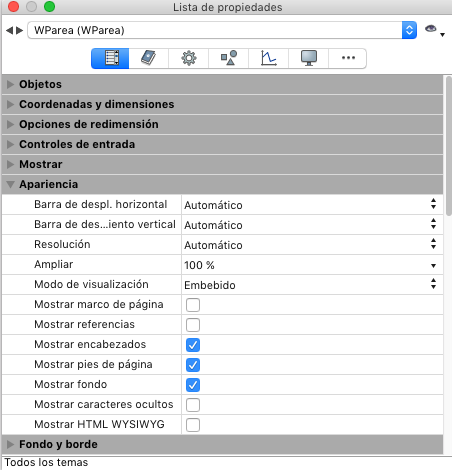 Lista de propiedades
WParea (WParea)
Objetos
Coordenadas y dimensiones
Opciones de redimensión
Controles de entrada
Mostrar
Apariencia
Barra de despl. horizontal Automático
Barra de des...iento vertical Automático
Resolución Automático
Ampliar 100 %
Modo de visualización Embebido
Mostrar marco de página
Mostrar referencias
Mostrar encabezados
Mostrar pies de página
Mostrar fondo
Mostrar caracteres ocultos
Mostrar HTML WYSIWYG
Fondo y borde
Todos los temas